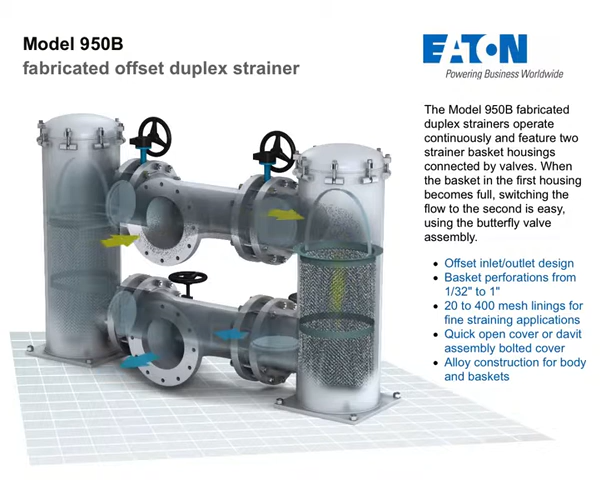 Model 950B
fabricated offset duplex strainer
EATON
Powering Business Worldwide
The Model 950B fabricated
duplex strainers operate
continuously and feature two
strainer basket housings
connected by valves. When
the basket in the first housing
becomes full, switching the
flow to the second is easy,
using the butterfly valve
assembly.
• Offset inlet/outlet design
• Basket perforations from
1/32" to 1"
• 20 to 400 mesh linings for
fine straining applications
• Quick open cover or davit
assembly bolted cover
• Alloy construction for body
and baskets